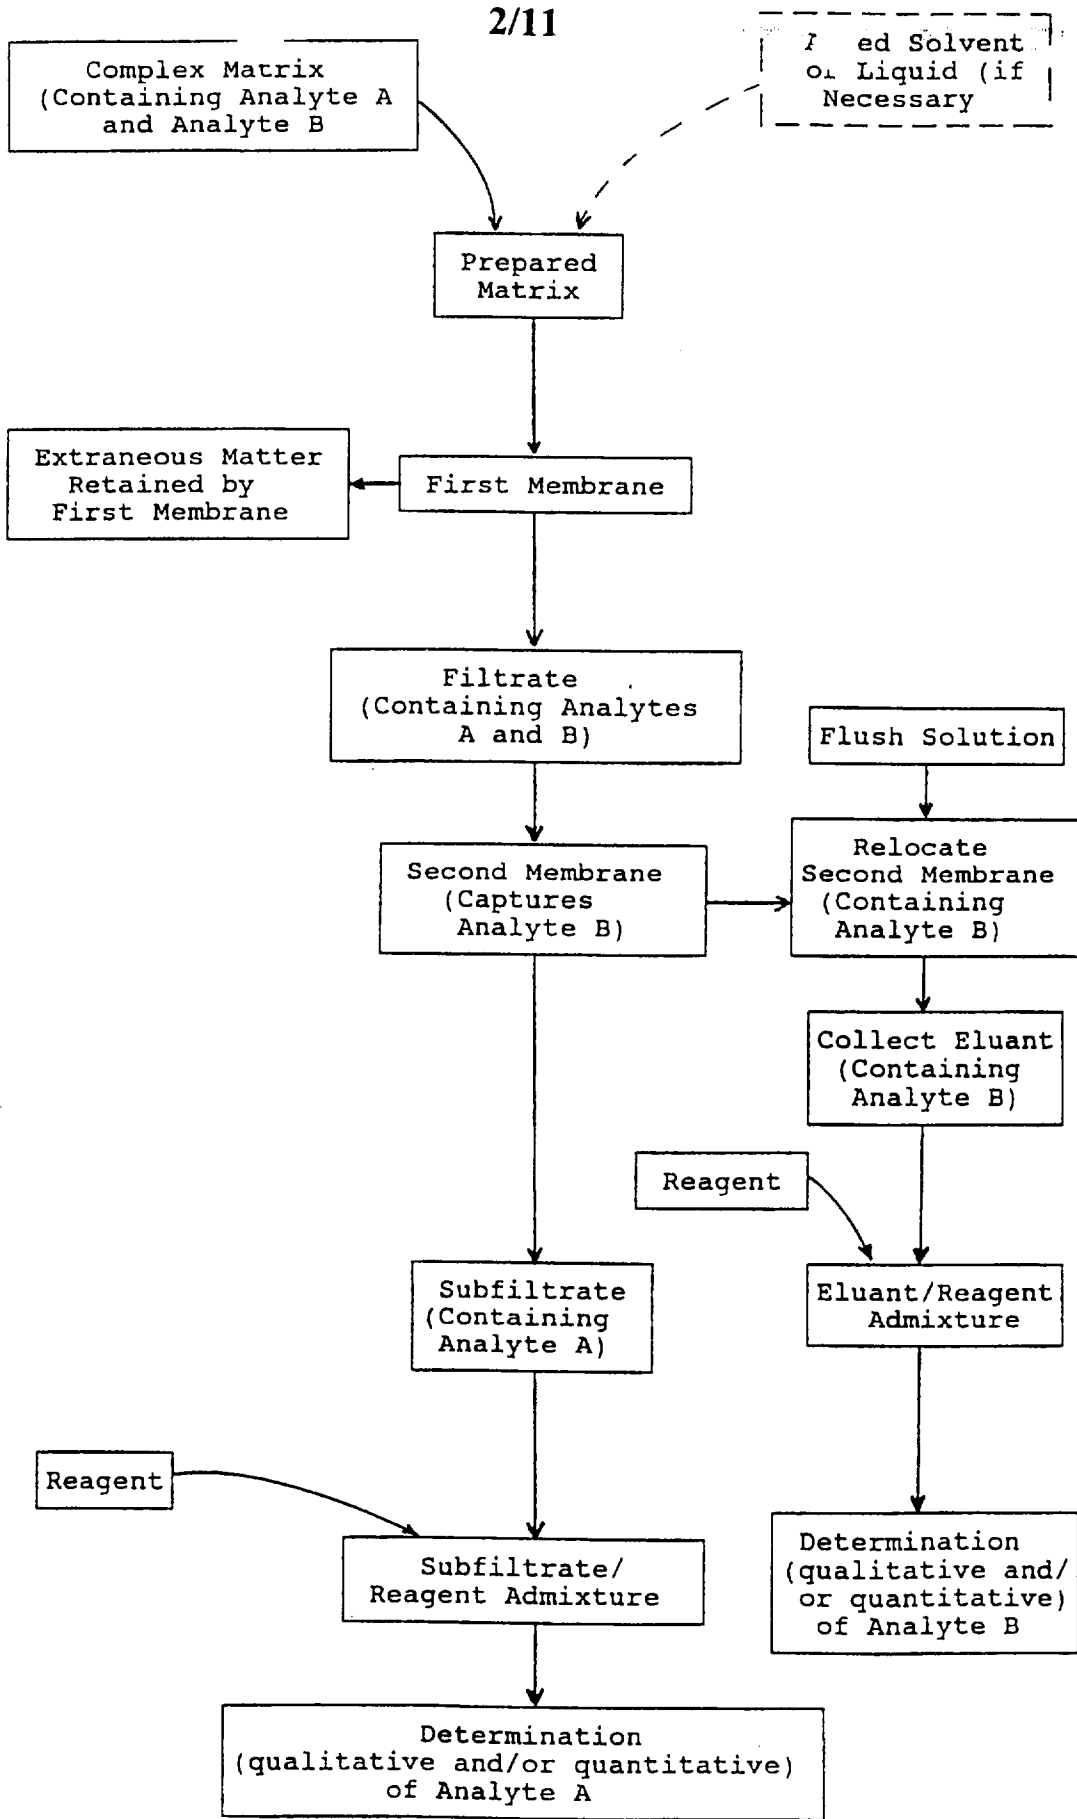 2/11
Complex Matrix
(Containing Analyte A
and Analyte B
Solvent
Liquid (if
Necessary
Prepared
Matrix
Extraneous Matter
Retained by
First Membrane
First Membrane
Filtrate
(Containing Analytes
A and B)
Flush Solution
Second Membrane
(Captures
Analyte B)
Relocate
Second Membrane
(Containing
Analyte B)
Collect Eluant
(Containing
Analyte B)
Reagent
Subfiltrate
(Containing
Analyte A)
Eluant/Reagent
Admixture
Reagent
Subfiltrate/
Reagent Admixture
Determination
(qualitative and/
or quantitative)
of Analyte B
Determination
(qualitative and/or quantitative)
of Analyte A